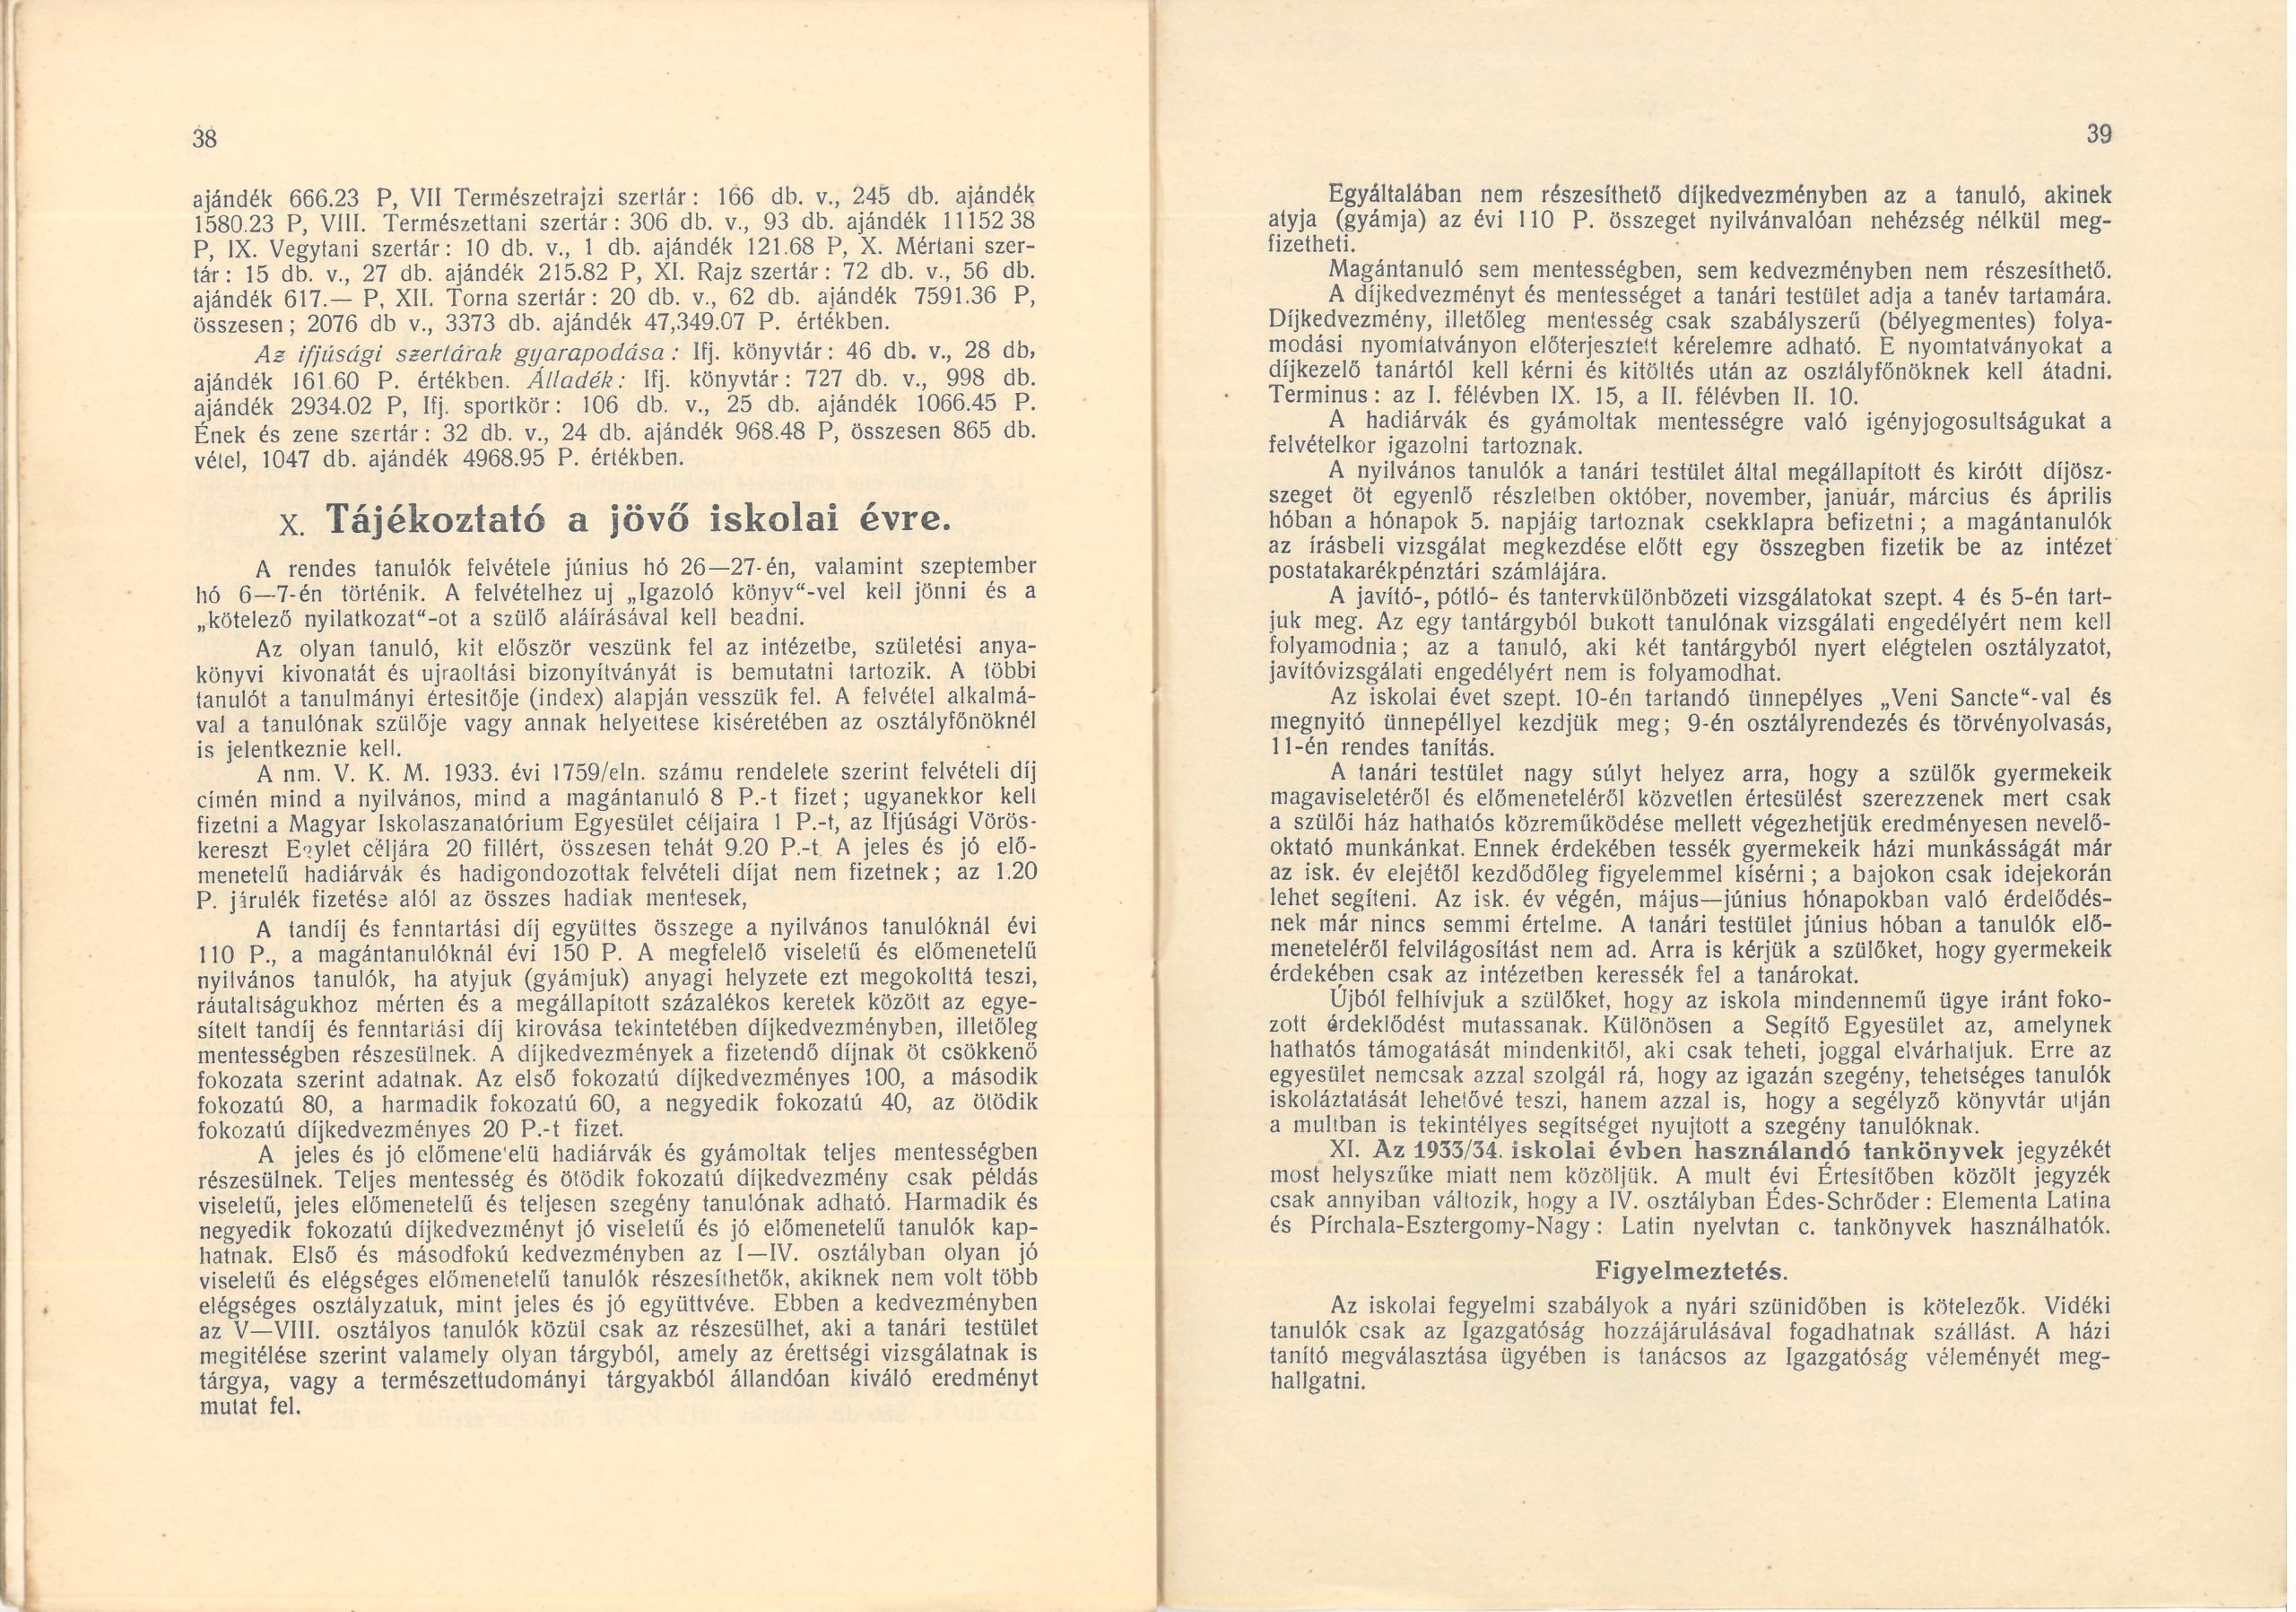 38
ajándék 666.23 P, VII Természetrajzi szertár: 166 db. v., 245 db. ajándék
1580.23 P, VIII. Természettani szertár: 306 db. v., 93 db. ajándék 11152 38
P, IX. Vegytani szertár: 10 db. v., 1 db. ajándék 121.68 P, X. Mértani szer-
tár: 15 db. v., 27 db. ajándék 215.82 P, XI. Rajz szertár: 72 db. v., 56 db.
ajándék 617.— P, XII. Torna szertár: 20 db. v., 62 db. ajándék 7591.36 P,
összesen; 2076 db v., 3373 db. ajándék 47,349.07 P. értékben.
Az ifjúsági szertárak gyarapodása: Ifj. könyvtár: 46 db. v., 28 db,
ajándék 161.60 P. értékben. Álladék: Ifj. könyvtár: 727 db. v., 998 db.
ajándék 2934.02 P, Ifj. sportkör: 106 db. v., 25 db. ajándék 1066.45 P.
Ének és zene szertár: 32 db. v., 24 db. ajándék 968.48 P, összesen 865 db.
vétel, 1047 db. ajándék 4968.95 P. értékben.
X. Tájékoztató a jövő iskolai évre.
A rendes tanulók felvétele június hó 26—27-én, valamint szeptember
hó 6—7-én történik. A felvételhez uj „Igazoló könyv“-vel kell jönni és a
„kötelező nyilatkozat“-ot a szülő aláírásával kell beadni.
Az olyan tanuló, kit először veszünk fel az intézetbe, születési anya-
könyvi kivonatát és ujraoltási bizonyítványát is bemutatni tartozik. A többi
tanulót a tanulmányi értesitője (index) alapján vesszük fel. A felvétel alkalmá-
val a tanulónak szülője vagy annak helyettese kiséretében az osztályfőnöknél
is jelentkeznie kell.
A nm. V. K. M. 1933. évi 1759/eln. számu rendelete szerint felvételi díj
címén mind a nyilvános, mind a magántanuló 8 P.-t fizet; ugyanekkor kell
fizetni a Magyar Iskolaszanatórium Egyesület céljaira 1 P.-t, az Ifjúsági Vörös-
kereszt Egylet céljára 20 fillért, összesen tehát 9.20 P.-t. A jeles és jó elő-
menetelű hadiárvák és hadigondozottak felvételi díjat nem fizetnek; az 1.20
P. járulék fizetése alól az összes hadiak mentesek,
A tandíj és fenntartási díj együttes összege a nyilvános tanulóknál évi
110 P., a magántanulóknál évi 150 P. A megfelelő viseletű és előmenetelű
nyilvános tanulók, ha atyjuk (gyámjuk) anyagi helyzete ezt megokolttá teszi,
ráutaltságukhoz mérten és a megállapított százalékos keretek között az egye-
sített tandíj és fenntartási díj kirovása tekintetében díjkedvezményben, illetőleg
mentességben részesülnek. A díjkedvezmények a fizetendő díjnak öt csökkenő
fokozata szerint adatnak. Az első fokozatú díjkedvezményes 100, a második
fokozatú 80, a harmadik fokozatú 60, a negyedik fokozatú 40, az ötödik
fokozatú díjkedvezményes 20 P.-t fizet.
A jeles és jó előmene'elü hadiárvák és gyámoltak teljes mentességben
részesülnek. Teljes mentesség és ötödik fokozatú díjkedvezmény csak példás
viseletű, jeles előmenetelű és teljesen szegény tanulónak adható. Harmadik és
negyedik fokozatú díjkedvezményt jó viseletű és jó előmenetelű tanulók kap-
hatnak. Első és másodfokú kedvezményben az I—IV. osztályban olyan jó
viseletű és elégséges előmenetelű tanulók részesíthetők, akiknek nem volt több
elégséges osztályzatuk, mint jeles és jó együttvéve. Ebben a kedvezményben
az V—VIII. osztályos tanulók közül csak az részesülhet, aki a tanári testület
megitélése szerint valamely olyan tárgyból, amely az érettségi vizsgálatnak is
tárgya, vagy a természettudományi tárgyakból állandóan kiváló eredményt
mutat fel.
39
Egyáltalában nem részesíthető díjkedvezményben az a tanuló, akinek
atyja (gyámja) az évi 110 P. összeget nyilvánvalóan nehézség nélkül meg-
fizetheti.
Magántanuló sem mentességben, sem kedvezményben nem részesíthető.
A díjkedvezményt és mentességet a tanári testület adja a tanév tartamára.
Díjkedvezmény, illetőleg mentesség csak szabályszerű (bélyegmentes) folya-
modási nyomtatványon előterjesztett kérelemre adható. E nyomtatványokat a
díjkezelő tanártól kell kérni és kitöltés után az osztályfőnöknek kell átadni.
Terminus: az I. félévben IX. 15, a II. félévben II. 10.
A hadiárvák és gyámoltak mentességre való igényjogosultságukat a
felvételkor igazolni tartoznak.
A nyilvános tanulók a tanári testület által megállapított és kirótt díjösz-
szeget öt egyenlő részletben október, november, január, március és április
hóban a hónapok 5. napjáig tartoznak csekklapra befizetni; a magántanulók
az írásbeli vizsgálat megkezdése előtt egy összegben fizetik be az intézet
postatakarékpénztári számlájára.
A javító-, pótló- és tantervkülönbözeti vizsgálatokat szept. 4 és 5-én tart-
juk meg. Az egy tantárgyból bukott tanulónak vizsgálati engedélyért nem kell
folyamodnia; az a tanuló, aki két tantárgyból nyert elégtelen osztályzatot,
javítóvizsgálati engedélyért nem is folyamodhat.
Az iskolai évet szept. 10-én tartandó ünnepélyes „Veni Sancte“-val és
megnyitó ünnepéllyel kezdjük meg; 9-én osztályrendezés és törvényolvasás,
11-én rendes tanítás.
A tanári testület nagy súlyt helyez arra, hogy a szülők gyermekeik
magaviseletéről és előmeneteléről közvetlen értesülést szerezzenek mert csak
a szülői ház hathatós közreműködése mellett végezhetjük eredményesen nevelő-
oktató munkánkat. Ennek érdekében tessék gyermekeik házi munkásságát már
az isk. év elejétől kezdődőleg figyelemmel kísérni; a bajokon csak idejekorán
lehet segíteni. Az isk. év végén, május—június hónapokban való érdelődés-
nek már nincs semmi értelme. A tanári testület június hóban a tanulók elő-
meneteléről felvilágosítást nem ad. Arra is kérjük a szülőket, hogy gyermekeik
érdekében csak az intézetben keressék fel a tanárokat.
Újból felhívjuk a szülőket, hogy az iskola mindennemű ügye iránt foko-
zott érdeklődést mutassanak. Különösen a Segítő Egyesület az, amelynek
hathatós támogatását mindenkitől, aki csak teheti, joggal elvárhatjuk. Erre az
egyesület nemcsak azzal szolgál rá, hogy az igazán szegény, tehetséges tanulók
iskoláztatását lehetővé teszi, hanem azzal is, hogy a segélyző könyvtár utján
a multban is tekintélyes segítséget nyujtott a szegény tanulóknak.
XI. Az 1933/34. iskolai évben használandó tankönyvek jegyzékét
most helyszűke miatt nem közöljük. A mult évi Értesítőben közölt jegyzék
csak annyiban változik, hogy a IV. osztályban Édes-Schrőder: Elementa Latina
és Pírchala-Esztergomy-Nagy: Latin nyelvtan c. tankönyvek használhatók.
Figyelmeztetés.
Az iskolai fegyelmi szabályok a nyári szünidőben is kötelezők. Vidéki
tanulók csak az Igazgatóság hozzájárulásával fogadhatnak szállást. A házi
tanító megválasztása ügyében is tanácsos az Igazgatóság véleményét meg-
hallgatni.